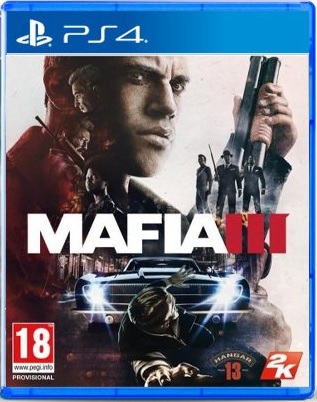 PS4
MAFIA III
18
www.pegi.info
PROVISIONAL
HANGAR
13
2K